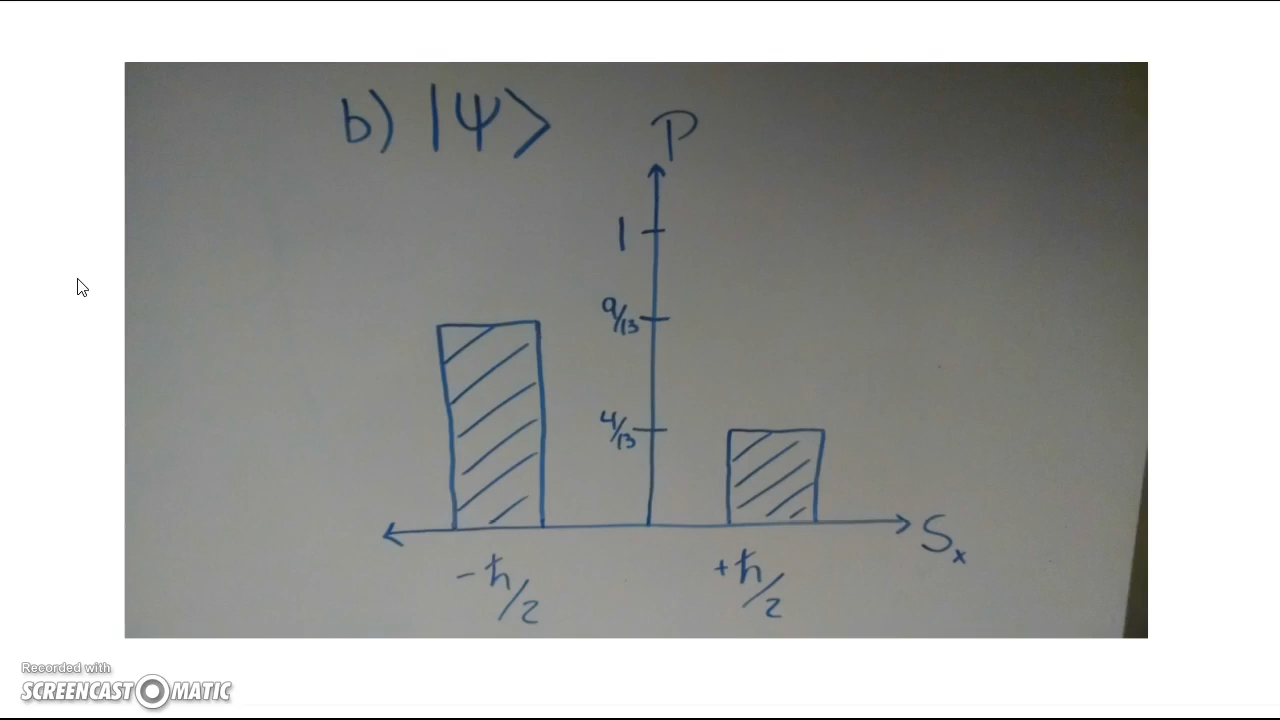 b) |Ψ>
P
1
9/13
4/13
Sₓ
-ħ/2
+ħ/2
Recorded with
SCREENCAST-O-MATIC